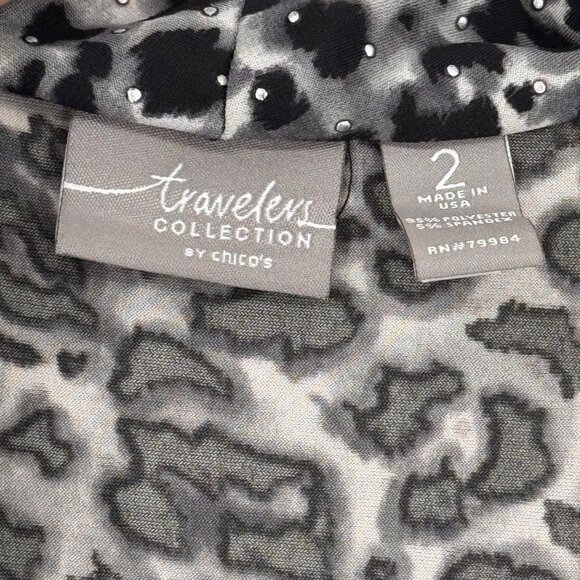 travelers
COLLECTION
BY CHICO'S
2
MADE IN
USA
95% POLYESTER
5% SPANDEX
RN#79984